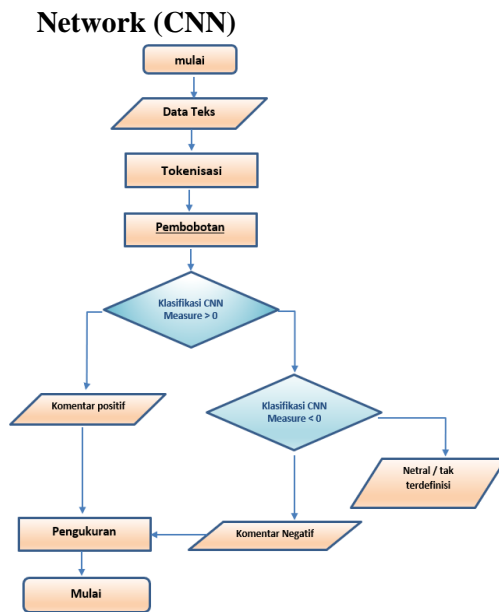 Network (CNN)
mulai
Data Teks
Tokenisasi
Pembobotan
Klasifikasi CNN
Measure > 0
Komentar positif
Klasifikasi CNN
Measure < 0
Netral / tak
terdefinisi
Pengukuran
Komentar Negatif
Mulai